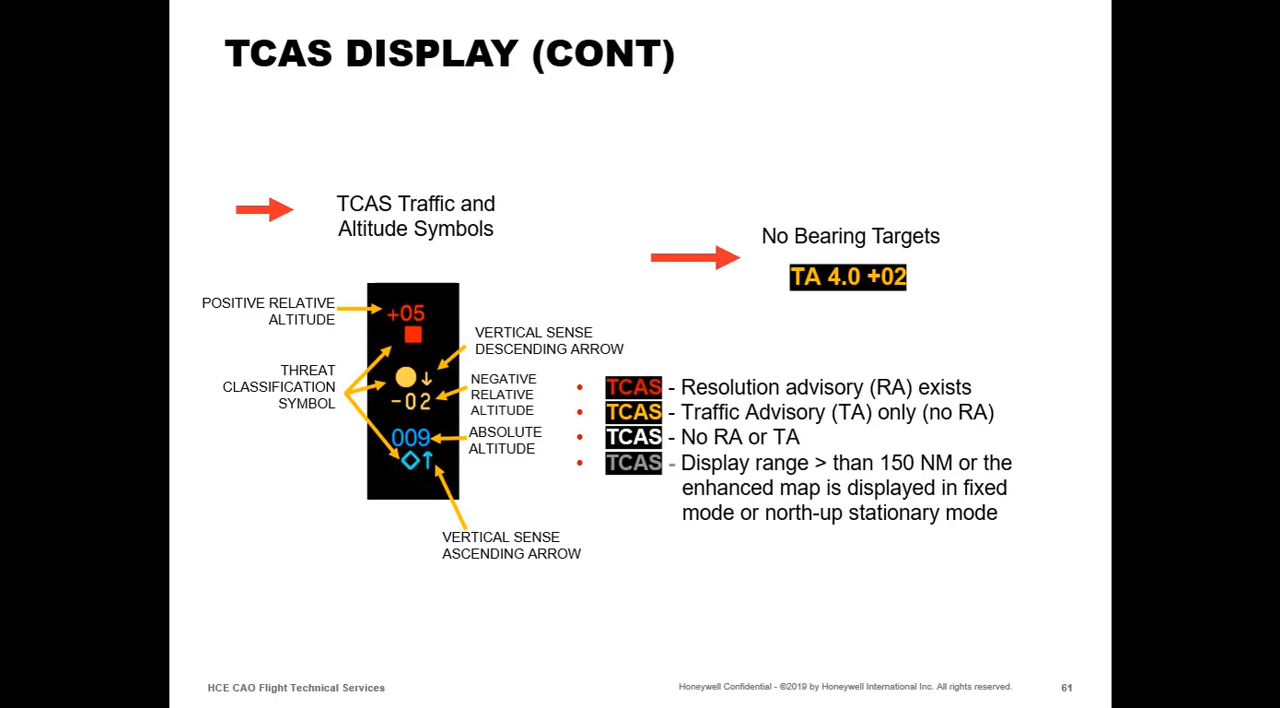 TCAS DISPLAY (CONT)
TCAS Traffic and
Altitude Symbols
No Bearing Targets
TA 4.0 +02
POSITIVE RELATIVE
ALTITUDE
+05
VERTICAL SENSE
DESCENDING ARROW
THREAT
CLASSIFICATION
SYMBOL
↓
-02
NEGATIVE
RELATIVE
ALTITUDE
009
ABSOLUTE
ALTITUDE
↑
VERTICAL SENSE
ASCENDING ARROW
• TCAS - Resolution advisory (RA) exists
• TCAS - Traffic Advisory (TA) only (no RA)
• TCAS - No RA or TA
• TCAS - Display range > than 150 NM or the
enhanced map is displayed in fixed
mode or north-up stationary mode
HCE CAO Flight Technical Services
Honeywell Confidential - ©2019 by Honeywell International Inc. All rights reserved.
61